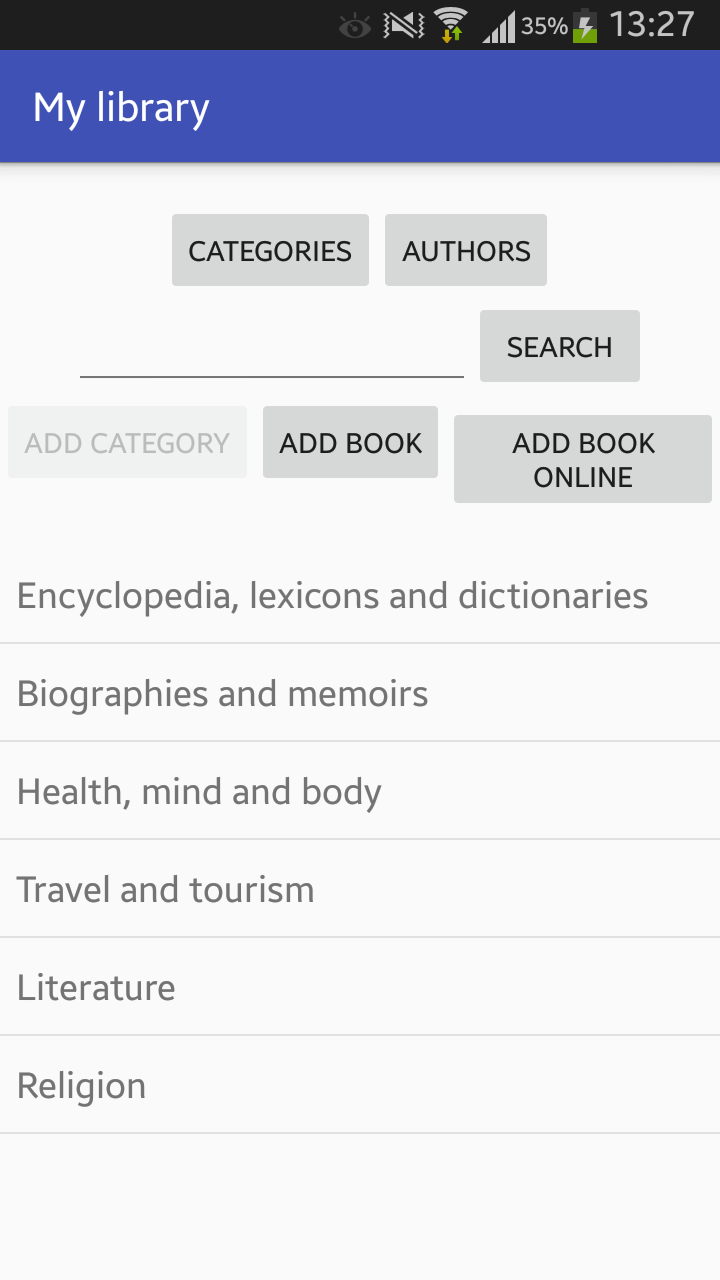 35% 13:27
My library
CATEGORIES AUTHORS
SEARCH
ADD CATEGORY ADD BOOK ADD BOOK
ONLINE
Encyclopedia, lexicons and dictionaries
Biographies and memoirs
Health, mind and body
Travel and tourism
Literature
Religion